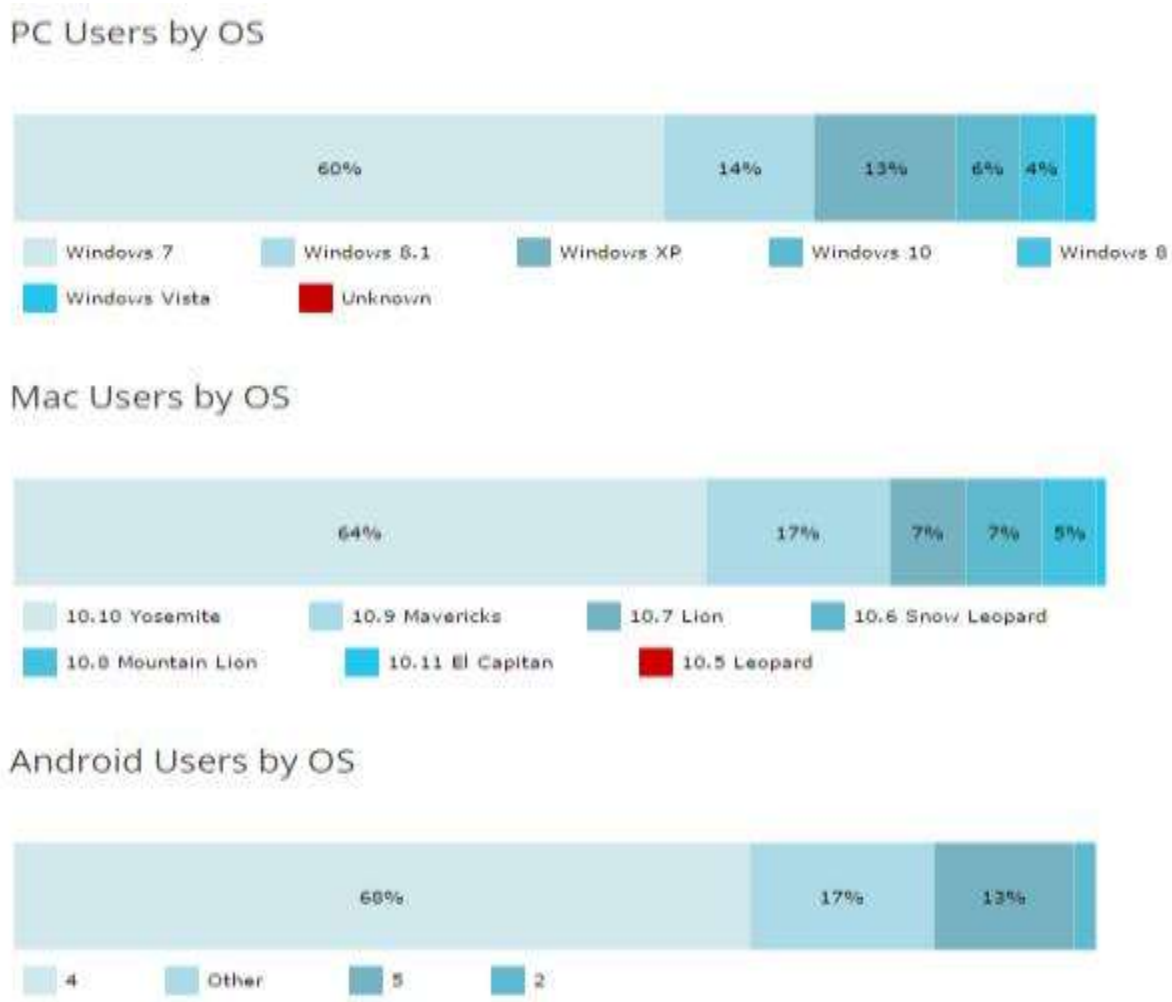 PC Users by OS
60% 14% 13% 6% 4%
Windows 7 Windows 8.1 Windows XP Windows 10 Windows 8
Windows Vista Unknown
Mac Users by OS
64% 17% 7% 7% 5%
10.10 Yosemite 10.9 Mavericks 10.7 Lion 10.6 Snow Leopard
10.8 Mountain Lion 10.11 El Capitan 10.5 Leopard
Android Users by OS
68% 17% 13%
4 Other 5 2